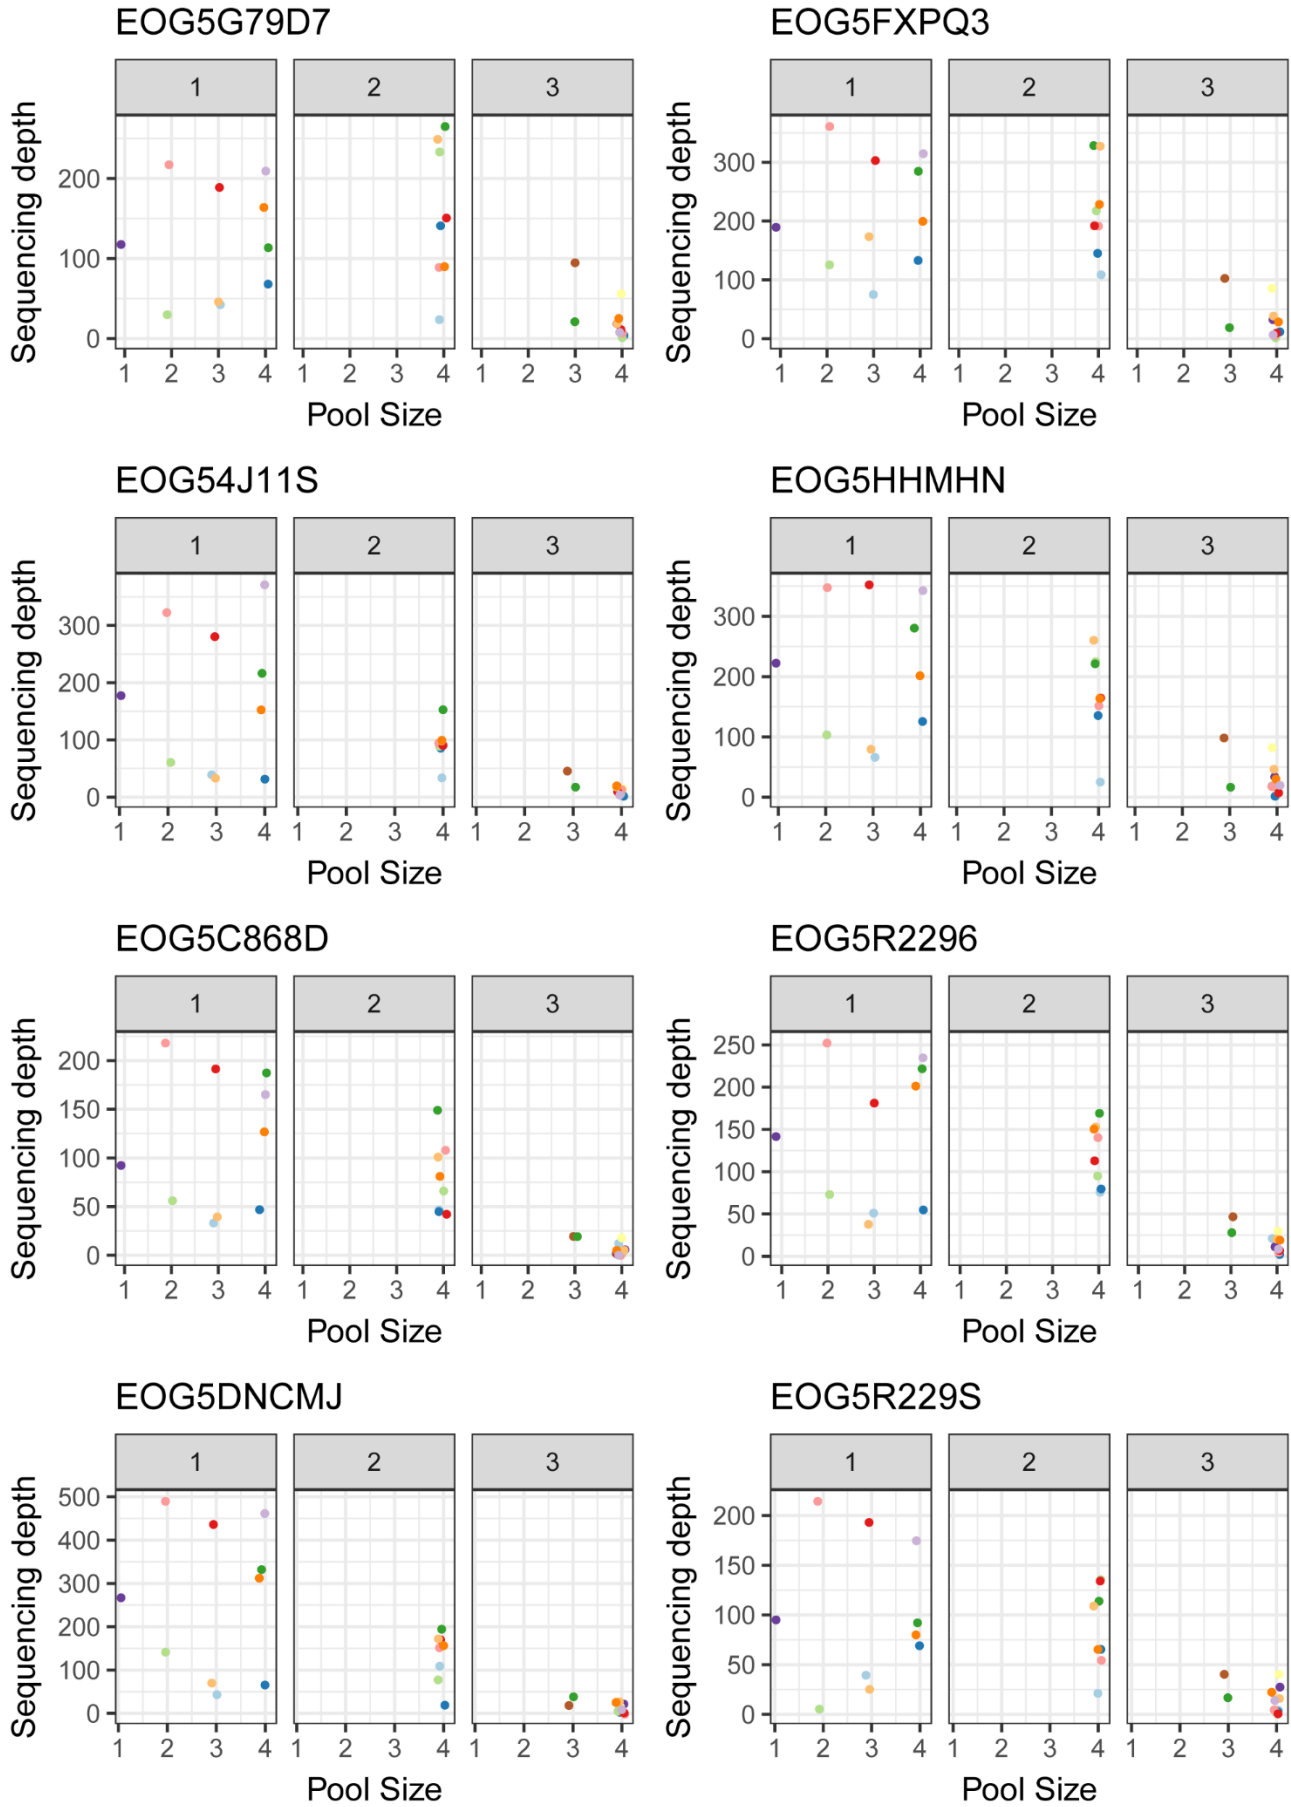 EOG5G79D7
1 2 3
Sequencing depth
200
100
0
1 2 3 4 1 2 3 4 1 2 3 4
Pool Size
EOG5FXPQ3
1 2 3
Sequencing depth
300
200
100
0
1 2 3 4 1 2 3 4 1 2 3 4
Pool Size
EOG54J11S
1 2 3
Sequencing depth
300
200
100
0
1 2 3 4 1 2 3 4 1 2 3 4
Pool Size
EOG5HHMHN
1 2 3
Sequencing depth
300
200
100
0
1 2 3 4 1 2 3 4 1 2 3 4
Pool Size
EOG5C868D
1 2 3
Sequencing depth
200
150
100
50
0
1 2 3 4 1 2 3 4 1 2 3 4
Pool Size
EOG5R2296
1 2 3
Sequencing depth
250
200
150
100
50
0
1 2 3 4 1 2 3 4 1 2 3 4
Pool Size
EOG5DNCMJ
1 2 3
Sequencing depth
500
400
300
200
100
0
1 2 3 4 1 2 3 4 1 2 3 4
Pool Size
EOG5R229S
1 2 3
Sequencing depth
200
150
100
50
0
1 2 3 4 1 2 3 4 1 2 3 4
Pool Size